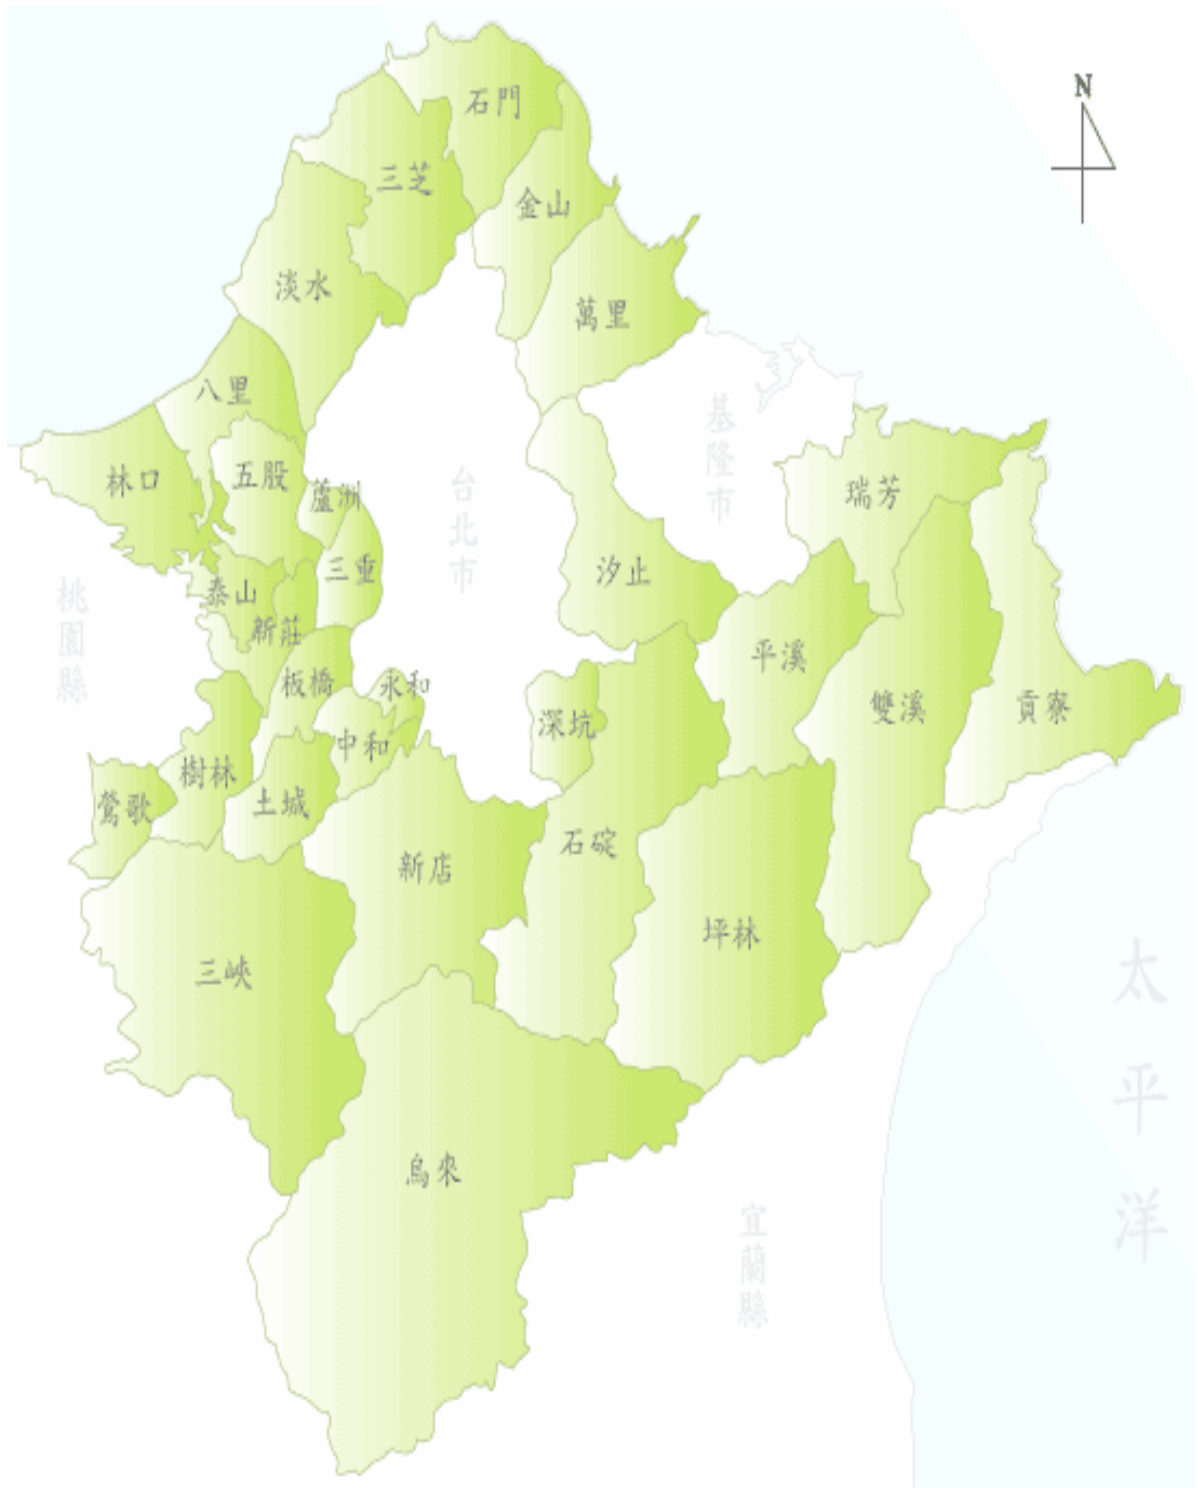 N
石門
三芝
金山
淡水
萬里
八里
基隆市
林口
五股
蘆洲
台北市
瑞芳
汐止
三重
泰山
桃園縣
新莊
平溪
板橋
永和
雙溪
貢寮
深坑
中和
樹林
鶯歌
土城
石碇
新店
坪林
三峽
太平洋
烏來
宜蘭縣